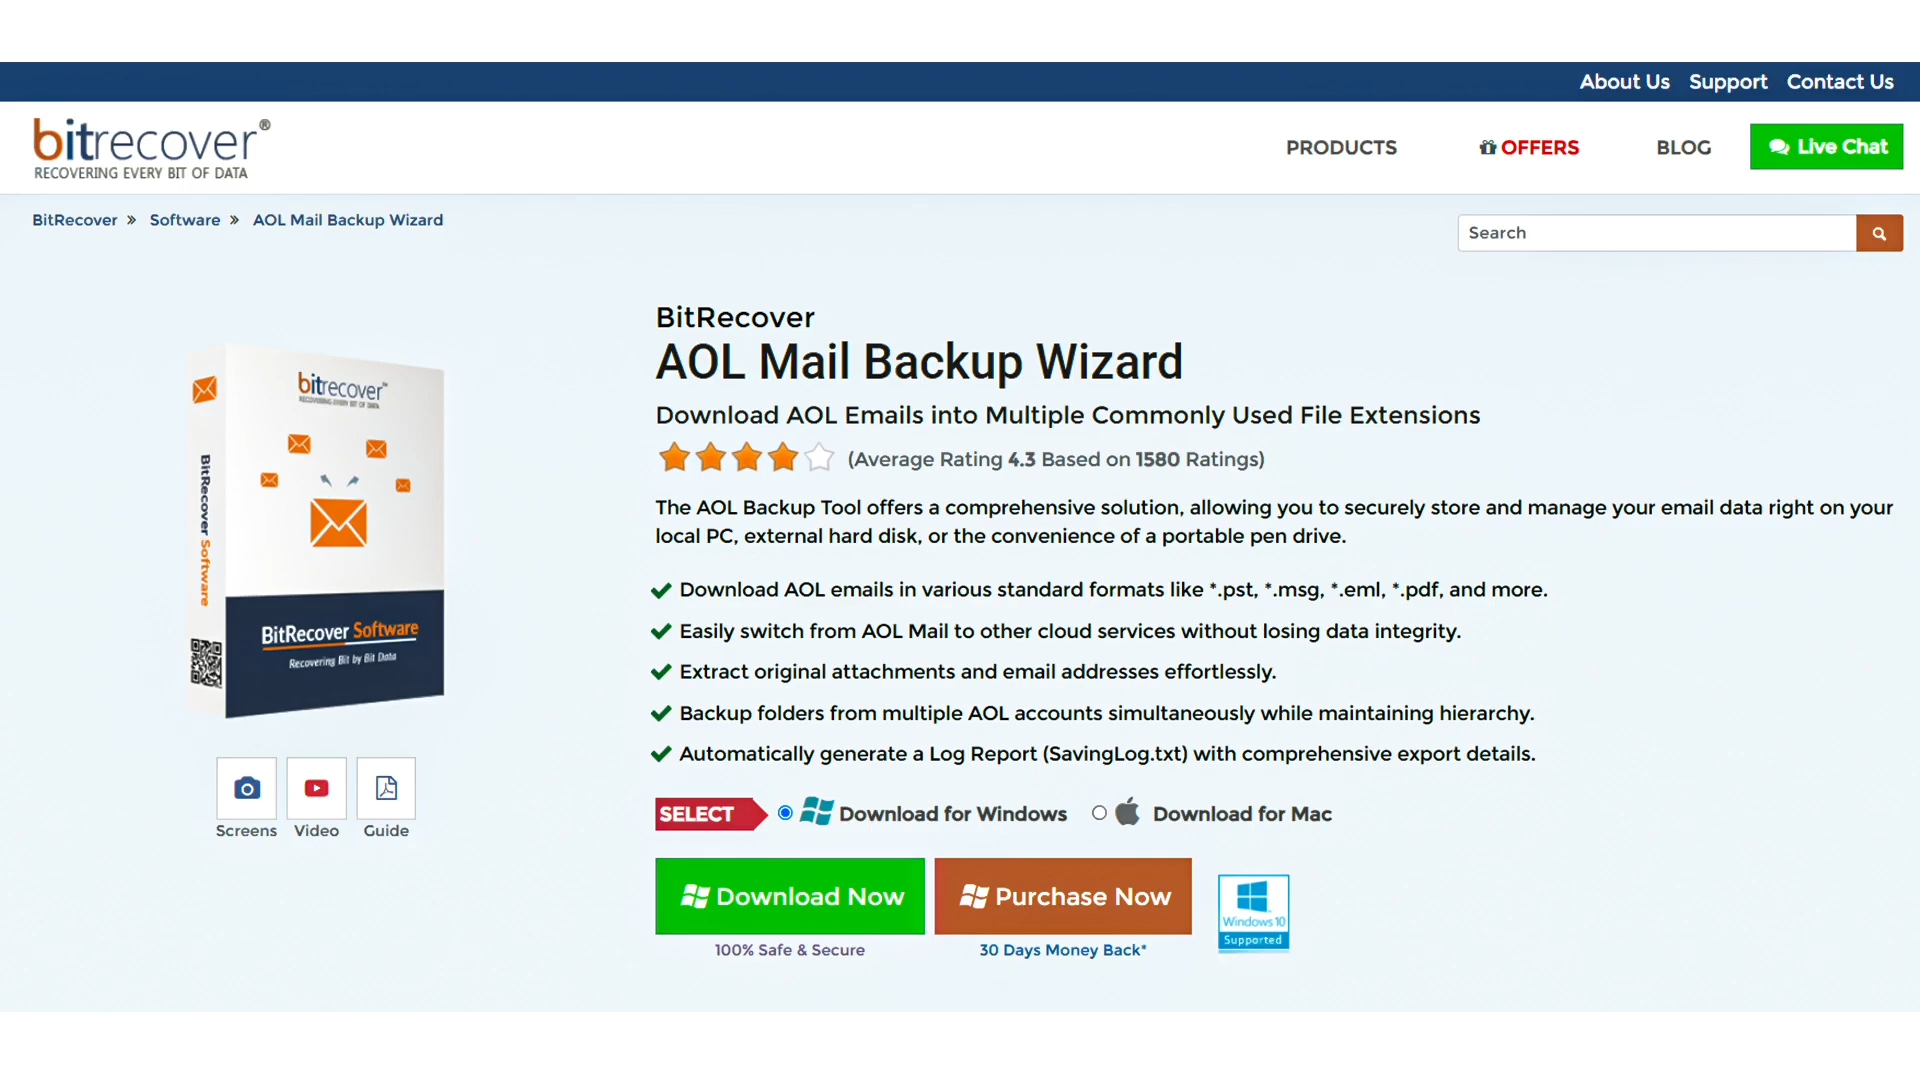 About Us Support Contact Us
bitrecover®
RECOVERING EVERY BIT OF DATA
PRODUCTS OFFERS BLOG Live Chat
BitRecover » Software » AOL Mail Backup Wizard
Search
BitRecover
AOL Mail Backup Wizard
Download AOL Emails into Multiple Commonly Used File Extensions
(Average Rating 4.3 Based on 1580 Ratings)
The AOL Backup Tool offers a comprehensive solution, allowing you to securely store and manage your email data right on your
local PC, external hard disk, or the convenience of a portable pen drive.
Download AOL emails in various standard formats like *.pst, *.msg, *.eml, *.pdf, and more.
Easily switch from AOL Mail to other cloud services without losing data integrity.
Extract original attachments and email addresses effortlessly.
Backup folders from multiple AOL accounts simultaneously while maintaining hierarchy.
Automatically generate a Log Report (SavingLog.txt) with comprehensive export details.
SELECT Download for Windows Download for Mac
Download Now Purchase Now
100% Safe & Secure 30 Days Money Back*
Windows 10
Supported
bitrecover™
RECOVERING EVERY BIT OF DATA
BitRecover Software
BitRecover Software
Recovering Bit by Bit Data
Screens Video Guide